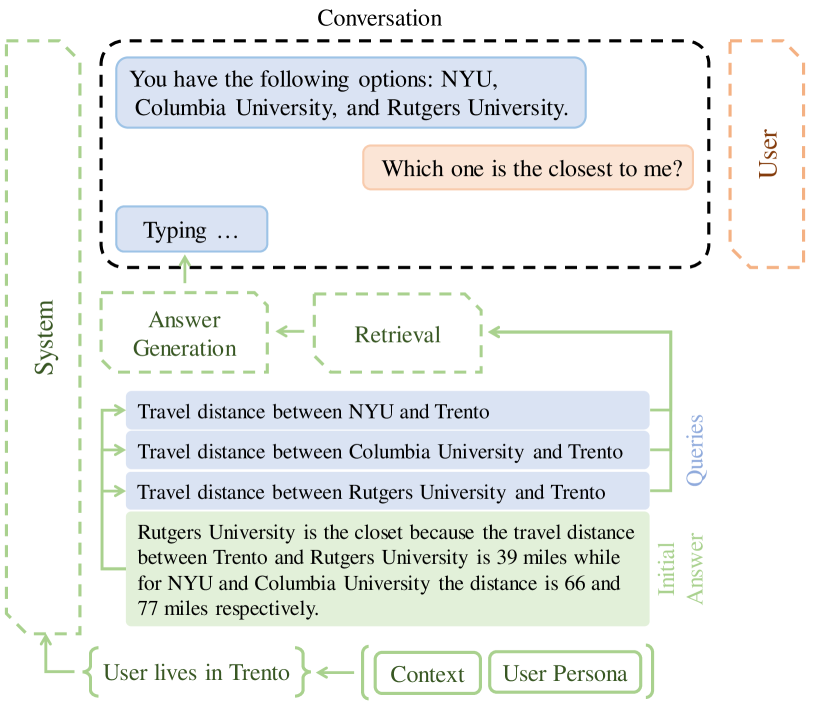 Conversation
You have the following options: NYU,
Columbia University, and Rutgers University.
Which one is the closest to me?
Typing …
User
System
Answer
Generation
Retrieval
Travel distance between NYU and Trento
Travel distance between Columbia University and Trento
Travel distance between Rutgers University and Trento
Queries
Rutgers University is the closet because the travel distance
between Trento and Rutgers University is 39 miles while
for NYU and Columbia University the distance is 66 and
77 miles respectively.
Initial
Answer
User lives in Trento
Context
User Persona